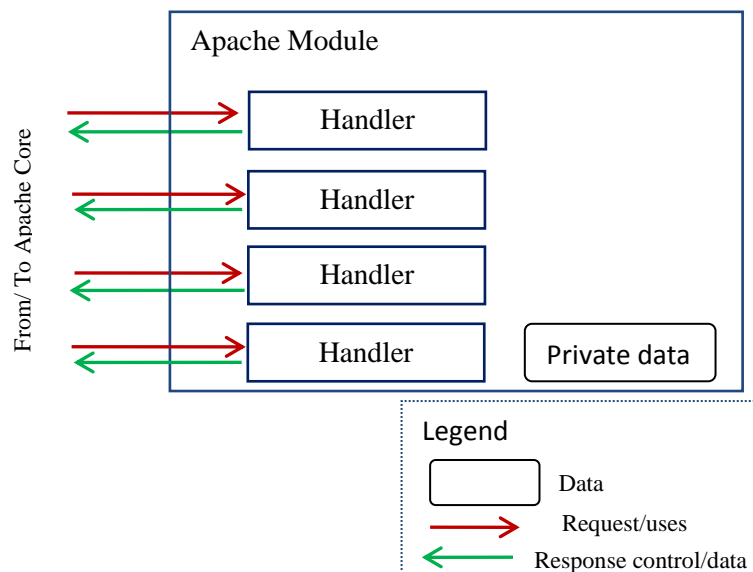 Apache Module
From/ To Apache Core
Handler
Handler
Handler
Handler
Private data
Legend
Data
Request/uses
Response control/data